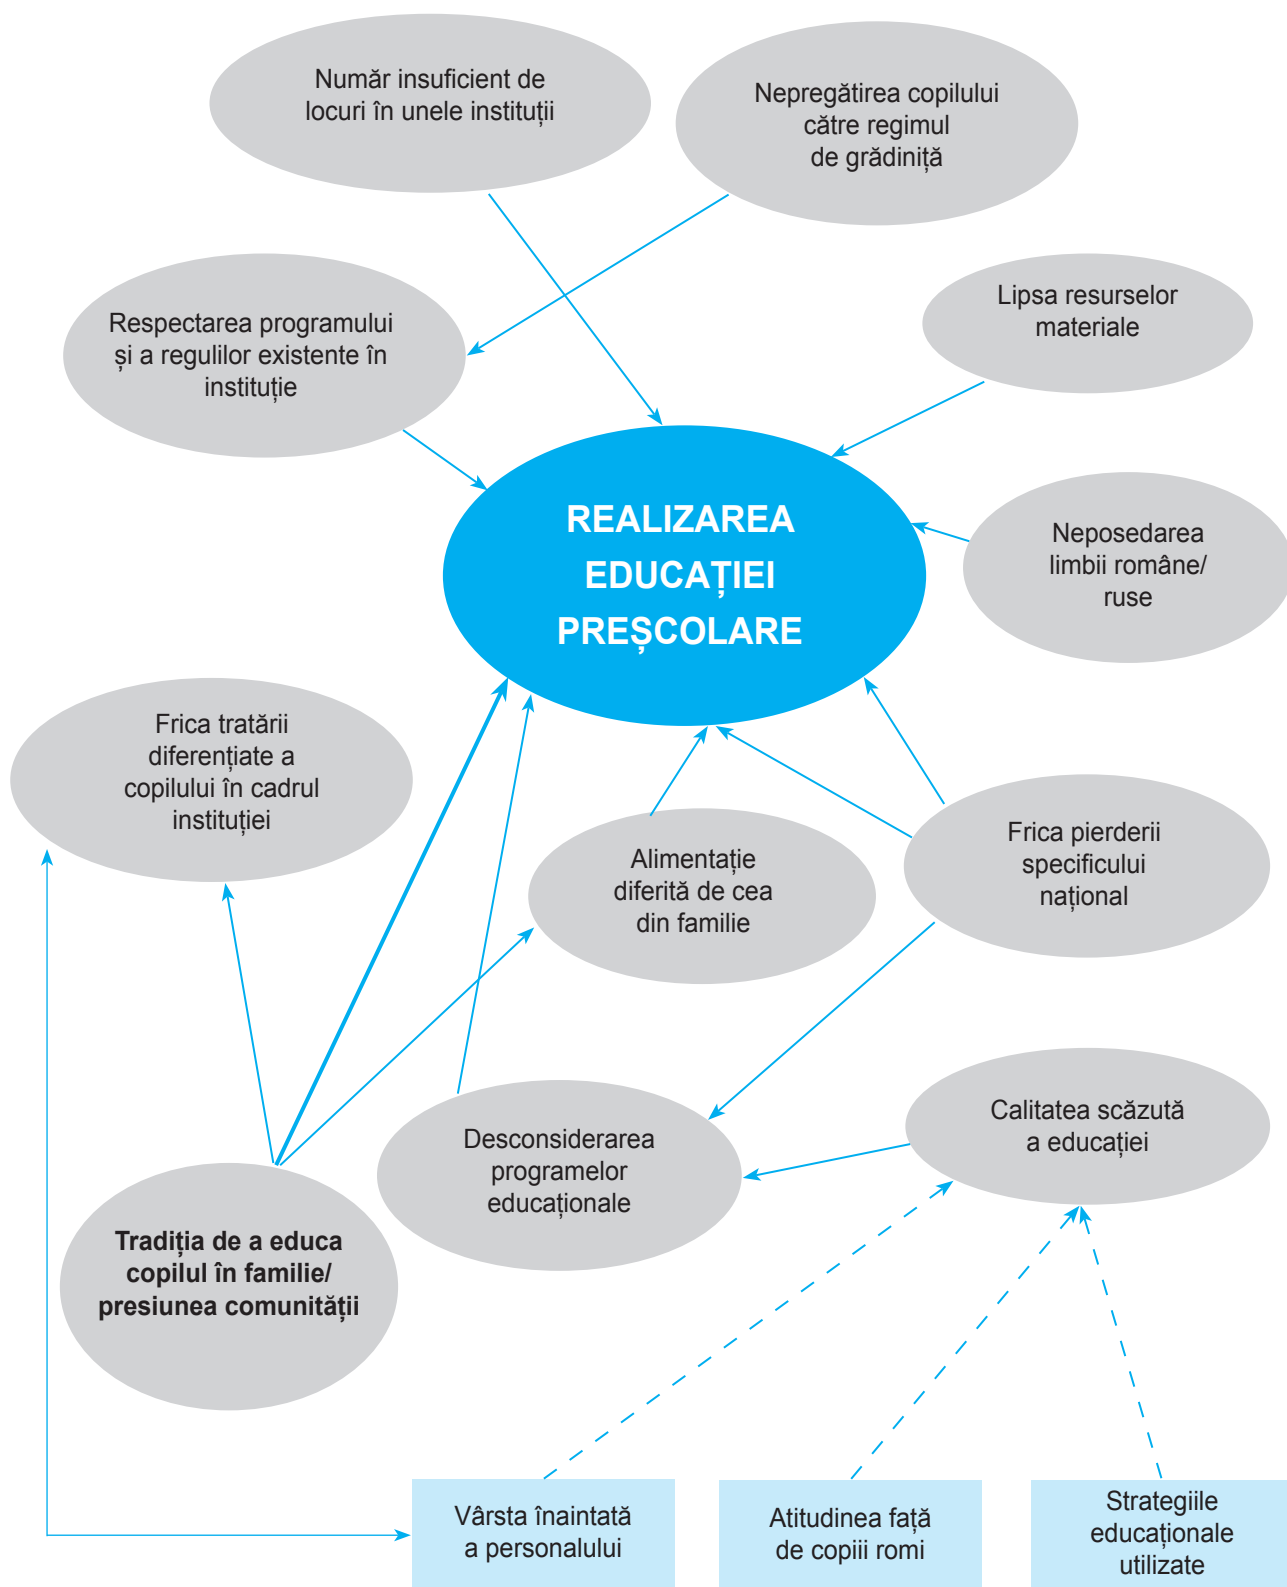 Număr insuficient de
locuri în unele instituții
Nepregătirea copilului
către regimul
de grădiniță
Respectarea programului
și a regulilor existente în
instituție
Lipsa resurselor
materiale
REALIZAREA
EDUCAȚIEI
PREȘCOLARE
Neposedarea
limbii române/
ruse
Frica tratării
diferențiate a
copilului în cadrul
instituției
Alimentație
diferită de cea
din familie
Frica pierderii
specificului
național
Desconsiderarea
programelor
educaționale
Calitatea scăzută
a educației
Tradiția de a educa
copilul în familie/
presiunea comunității
Vârsta înaintată
a personalului
Atitudinea față
de copiii romi
Strategiile
educaționale
utilizate